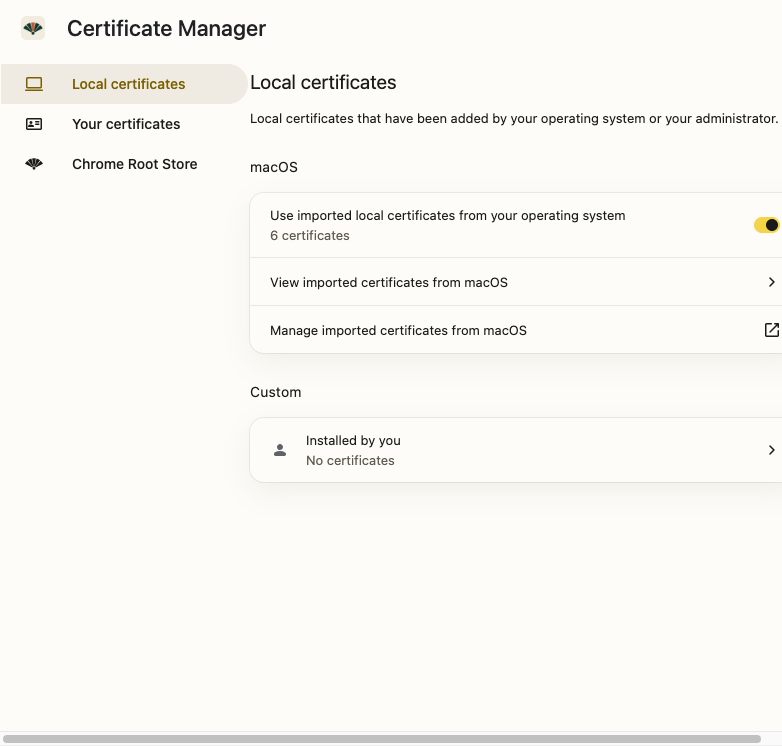 Certificate Manager
Local certificates
Your certificates
Chrome Root Store
Local certificates
Local certificates that have been added by your operating system or your administrator.
macOS
Use imported local certificates from your operating system
6 certificates
View imported certificates from macOS
Manage imported certificates from macOS
Custom
Installed by you
No certificates